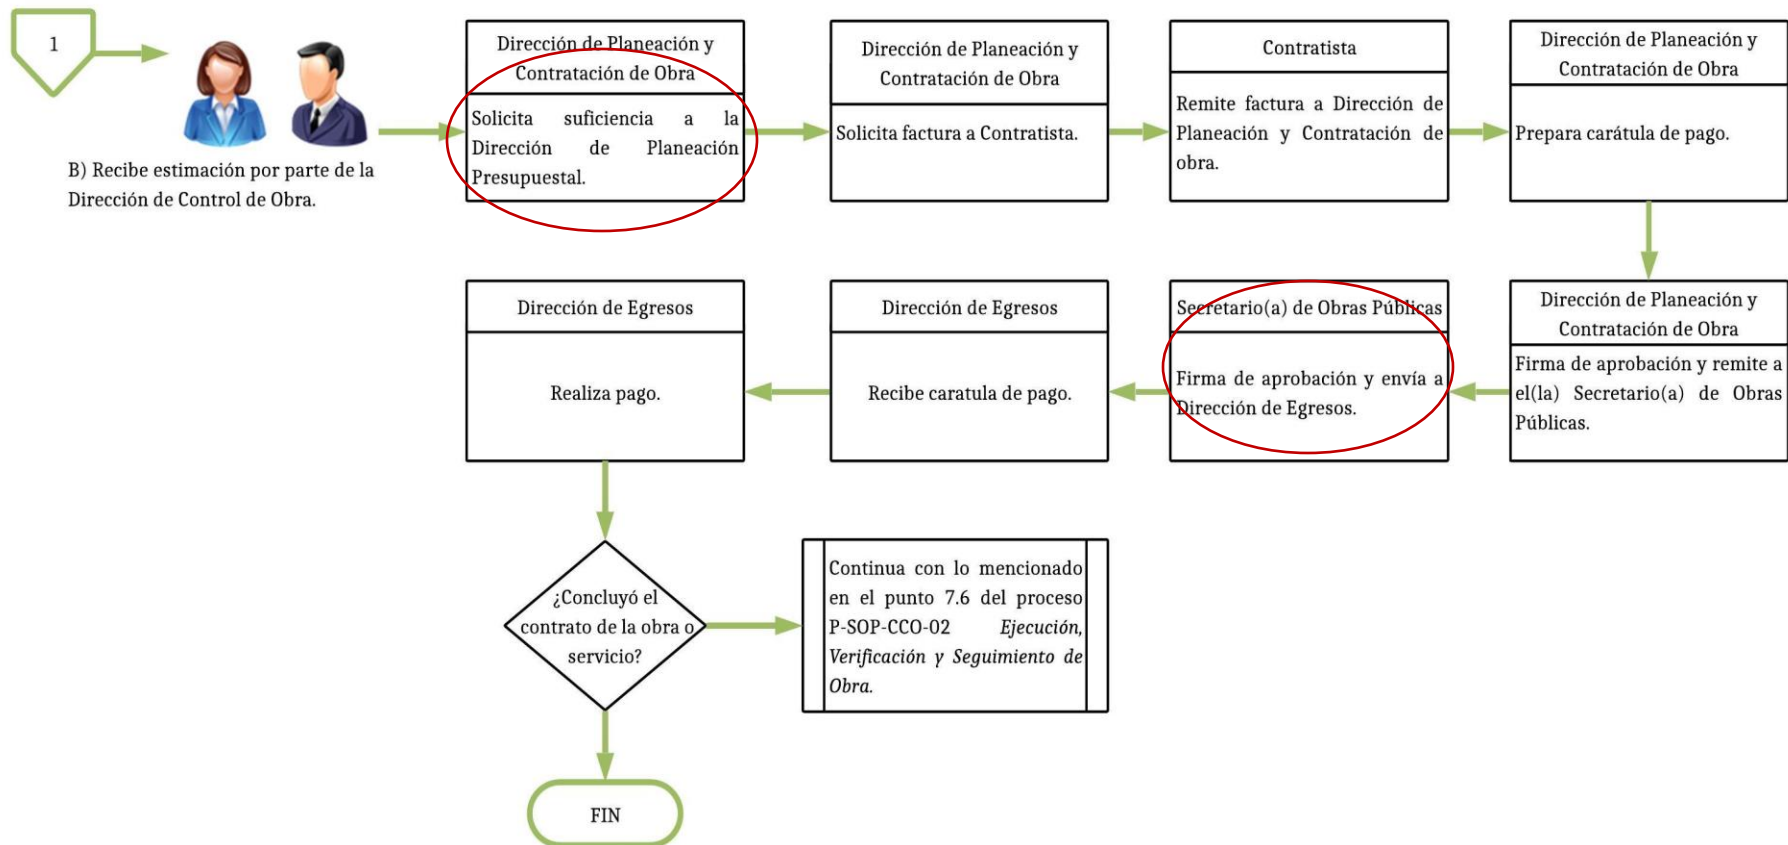 1
B) Recibe estimación por parte de la
Dirección de Control de Obra.
Dirección de Planeación y
Contratación de Obra
Solicita suficiencia a la
Dirección de Planeación
Presupuestal.
Dirección de Planeación y
Contratación de Obra
Solicita factura a Contratista.
Contratista
Remite factura a Dirección de
Planeación y Contratación de
obra.
Dirección de Planeación y
Contratación de Obra
Prepara carátula de pago.
Dirección de Planeación y
Contratación de Obra
Firma de aprobación y remite a
el(la) Secretario(a) de Obras
Públicas.
Secretario(a) de Obras Públicas
Firma de aprobación y envía a
Dirección de Egresos.
Dirección de Egresos
Recibe caratula de pago.
Dirección de Egresos
Realiza pago.
¿Concluyó el
contrato de la obra o
servicio?
Continua con lo mencionado
en el punto 7.6 del proceso
P-SOP-CCO-02 Ejecución,
Verificación y Seguimiento de
Obra.
FIN